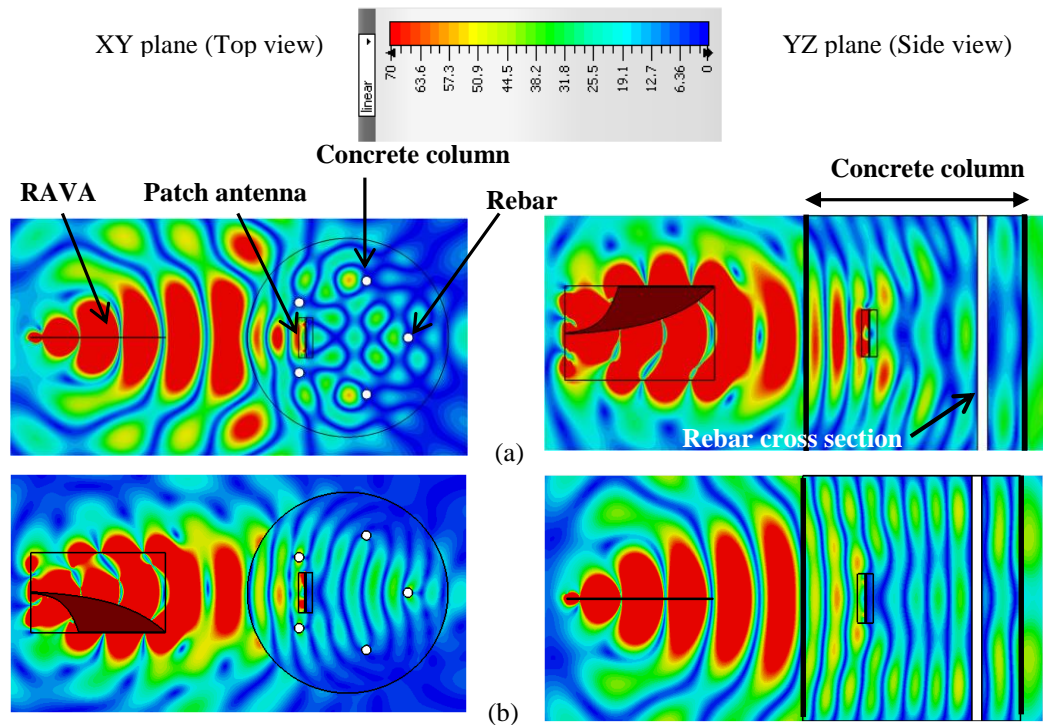 XY plane (Top view)
YZ plane (Side view)
linear
70
63.6
57.3
50.9
44.5
38.2
31.8
25.5
19.1
12.7
6.36
0
Concrete column
RAVA
Patch antenna
Rebar
Concrete column
Rebar cross section
(a)
(b)